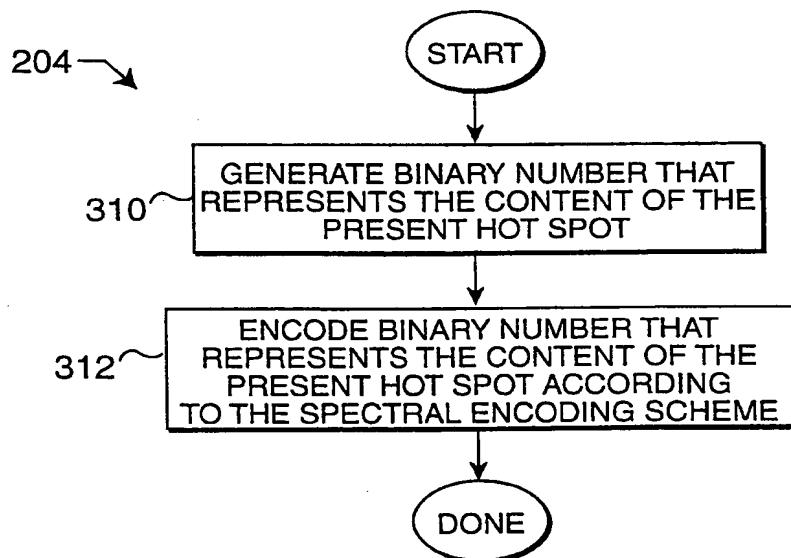 START
204
GENERATE BINARY NUMBER THAT
REPRESENTS THE CONTENT OF THE
PRESENT HOT SPOT
310
ENCODE BINARY NUMBER THAT
REPRESENTS THE CONTENT OF THE
PRESENT HOT SPOT ACCORDING
TO THE SPECTRAL ENCODING SCHEME
312
DONE